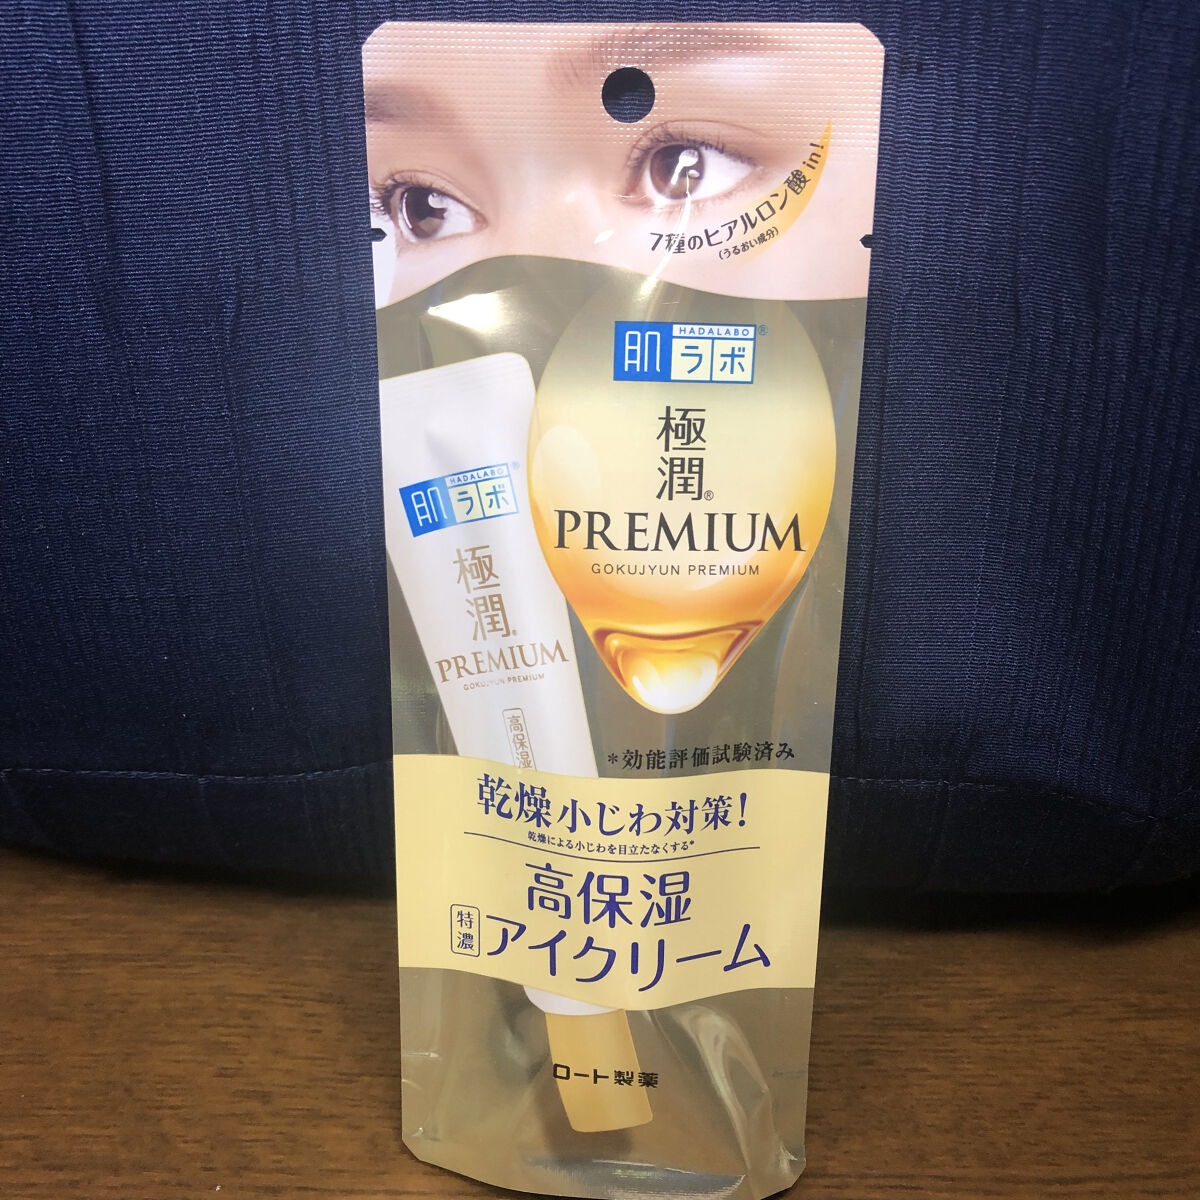 7種のヒアルロン酸in!
(うるおい成分)
肌ラボ®
HADALABO
極
潤®
PREMIUM
GOKUJYUN PREMIUM
肌ラボ®
HADALABO
極
潤®
PREMIUM
GOKUJYUN PREMIUM
高保湿
*効能評価試験済み
乾燥小じわ対策!
乾燥による小じわを目立たなくする*
高保湿
特濃
アイクリーム
ロート製薬